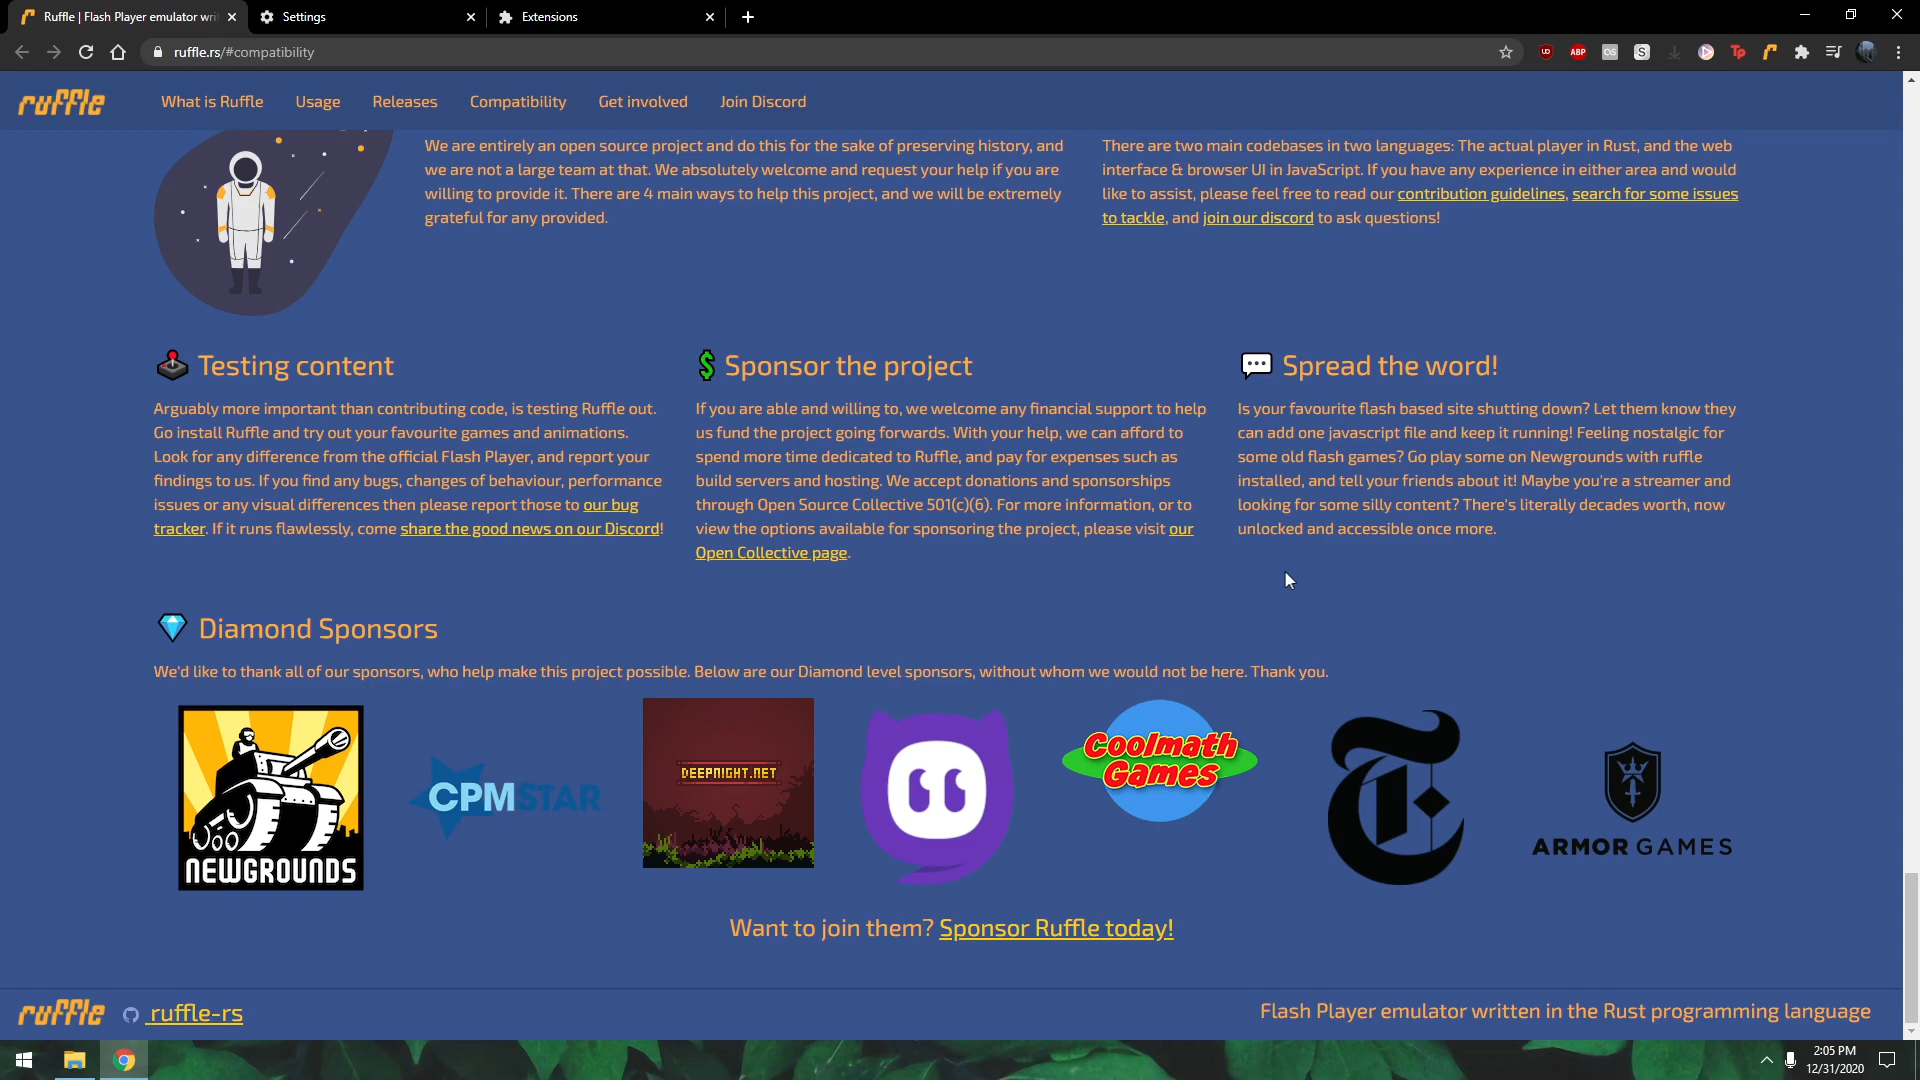 Ruffle | Flash Player emulator wri
Settings
Extensions
ruffle.rs/#compatibility
UD
ABP
OS
S
Tp
ruffle
What is Ruffle
Usage
Releases
Compatibility
Get involved
Join Discord
We are entirely an open source project and do this for the sake of preserving history, and
we are not a large team at that. We absolutely welcome and request your help if you are
willing to provide it. There are 4 main ways to help this project, and we will be extremely
grateful for any provided.
There are two main codebases in two languages: The actual player in Rust, and the web
interface & browser UI in JavaScript. If you have any experience in either area and would
like to assist, please feel free to read our contribution guidelines, search for some issues
to tackle, and join our discord to ask questions!
Testing content
Arguably more important than contributing code, is testing Ruffle out.
Go install Ruffle and try out your favourite games and animations.
Look for any difference from the official Flash Player, and report your
findings to us. If you find any bugs, changes of behaviour, performance
issues or any visual differences then please report those to our bug
tracker. If it runs flawlessly, come share the good news on our Discord!
$ Sponsor the project
If you are able and willing to, we welcome any financial support to help
us fund the project going forwards. With your help, we can afford to
spend more time dedicated to Ruffle, and pay for expenses such as
build servers and hosting. We accept donations and sponsorships
through Open Source Collective 501(c)(6). For more information, or to
view the options available for sponsoring the project, please visit our
Open Collective page.
Spread the word!
Is your favourite flash based site shutting down? Let them know they
can add one javascript file and keep it running! Feeling nostalgic for
some old flash games? Go play some on Newgrounds with ruffle
installed, and tell your friends about it! Maybe you're a streamer and
looking for some silly content? There's literally decades worth, now
unlocked and accessible once more.
Diamond Sponsors
We'd like to thank all of our sponsors, who help make this project possible. Below are our Diamond level sponsors, without whom we would not be here. Thank you.
NEWGROUNDS
CPMSTAR
DEEPNIGHT.NET
Coolmath
Games
T
ARMOR GAMES
Want to join them? Sponsor Ruffle today!
ruffle
ruffle-rs
Flash Player emulator written in the Rust programming language
2:05 PM
12/31/2020